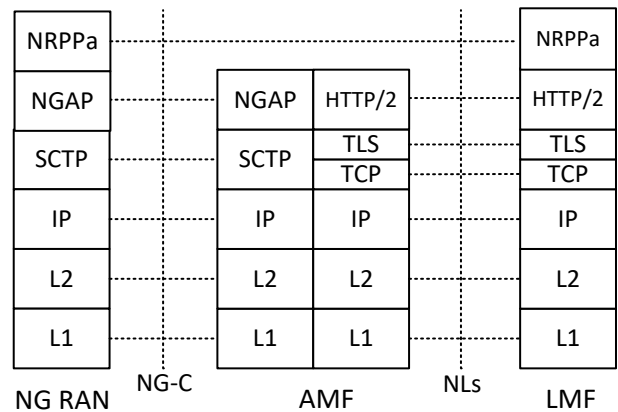 NRPPa NRPPa
NGAP NGAP HTTP/2 HTTP/2
SCTP SCTP TLS TLS
TCP TCP
IP IP IP IP
L2 L2 L2 L2
L1 L1 L1 L1
NG RAN NG-C AMF NLs LMF